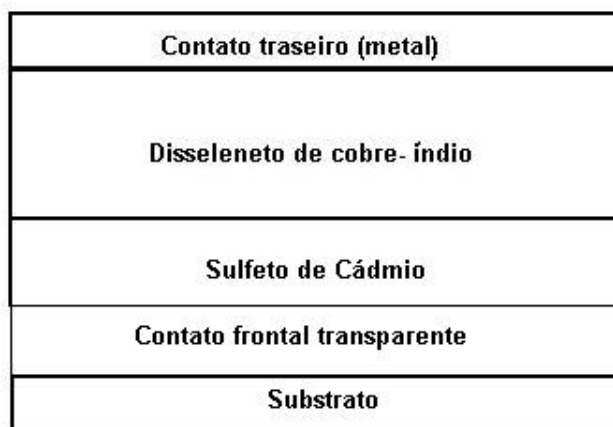 Contato traseiro (metal)
Disseleneto de cobre- índio
Sulfeto de Cádmio
Contato frontal transparente
Substrato